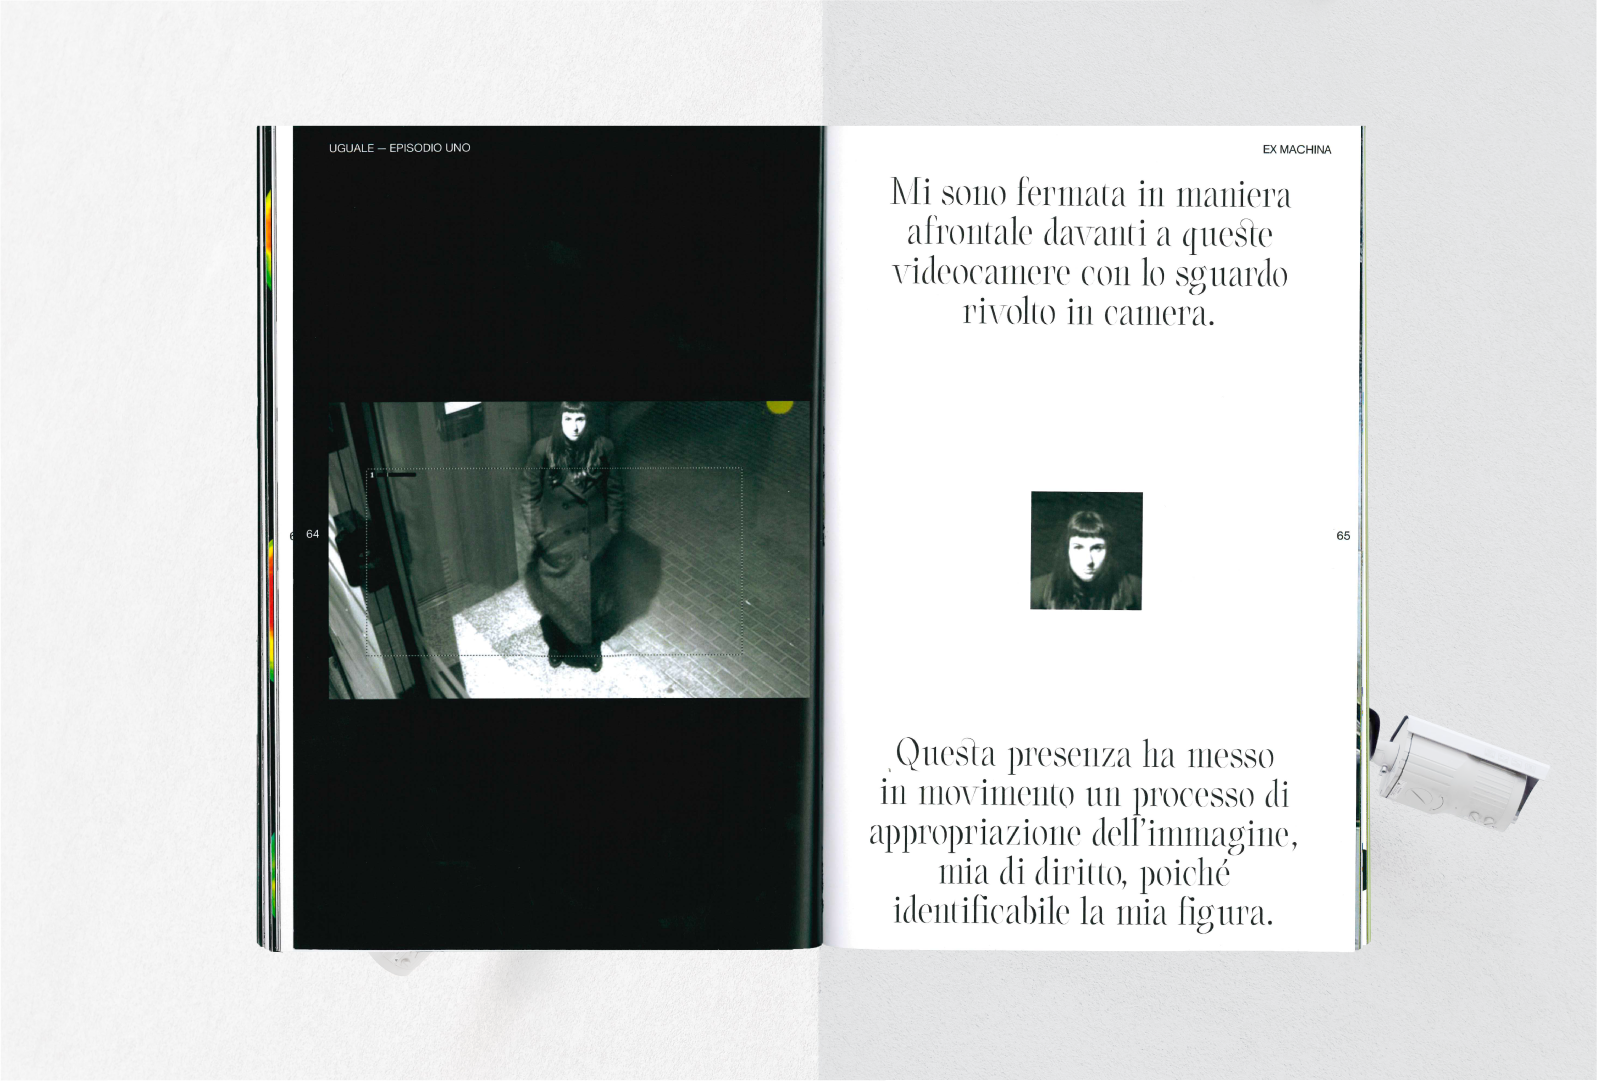 UGUALE — EPISODIO UNO
64
EX MACHINA
Mi sono fermata in maniera
afrontale davanti a queste
videocamere con lo sguardo
rivolto in camera.
65
Questa presenza ha messo
in movimento un processo di
appropriazione dell'immagine,
mia di diritto, poiché
identificabile la mia figura.